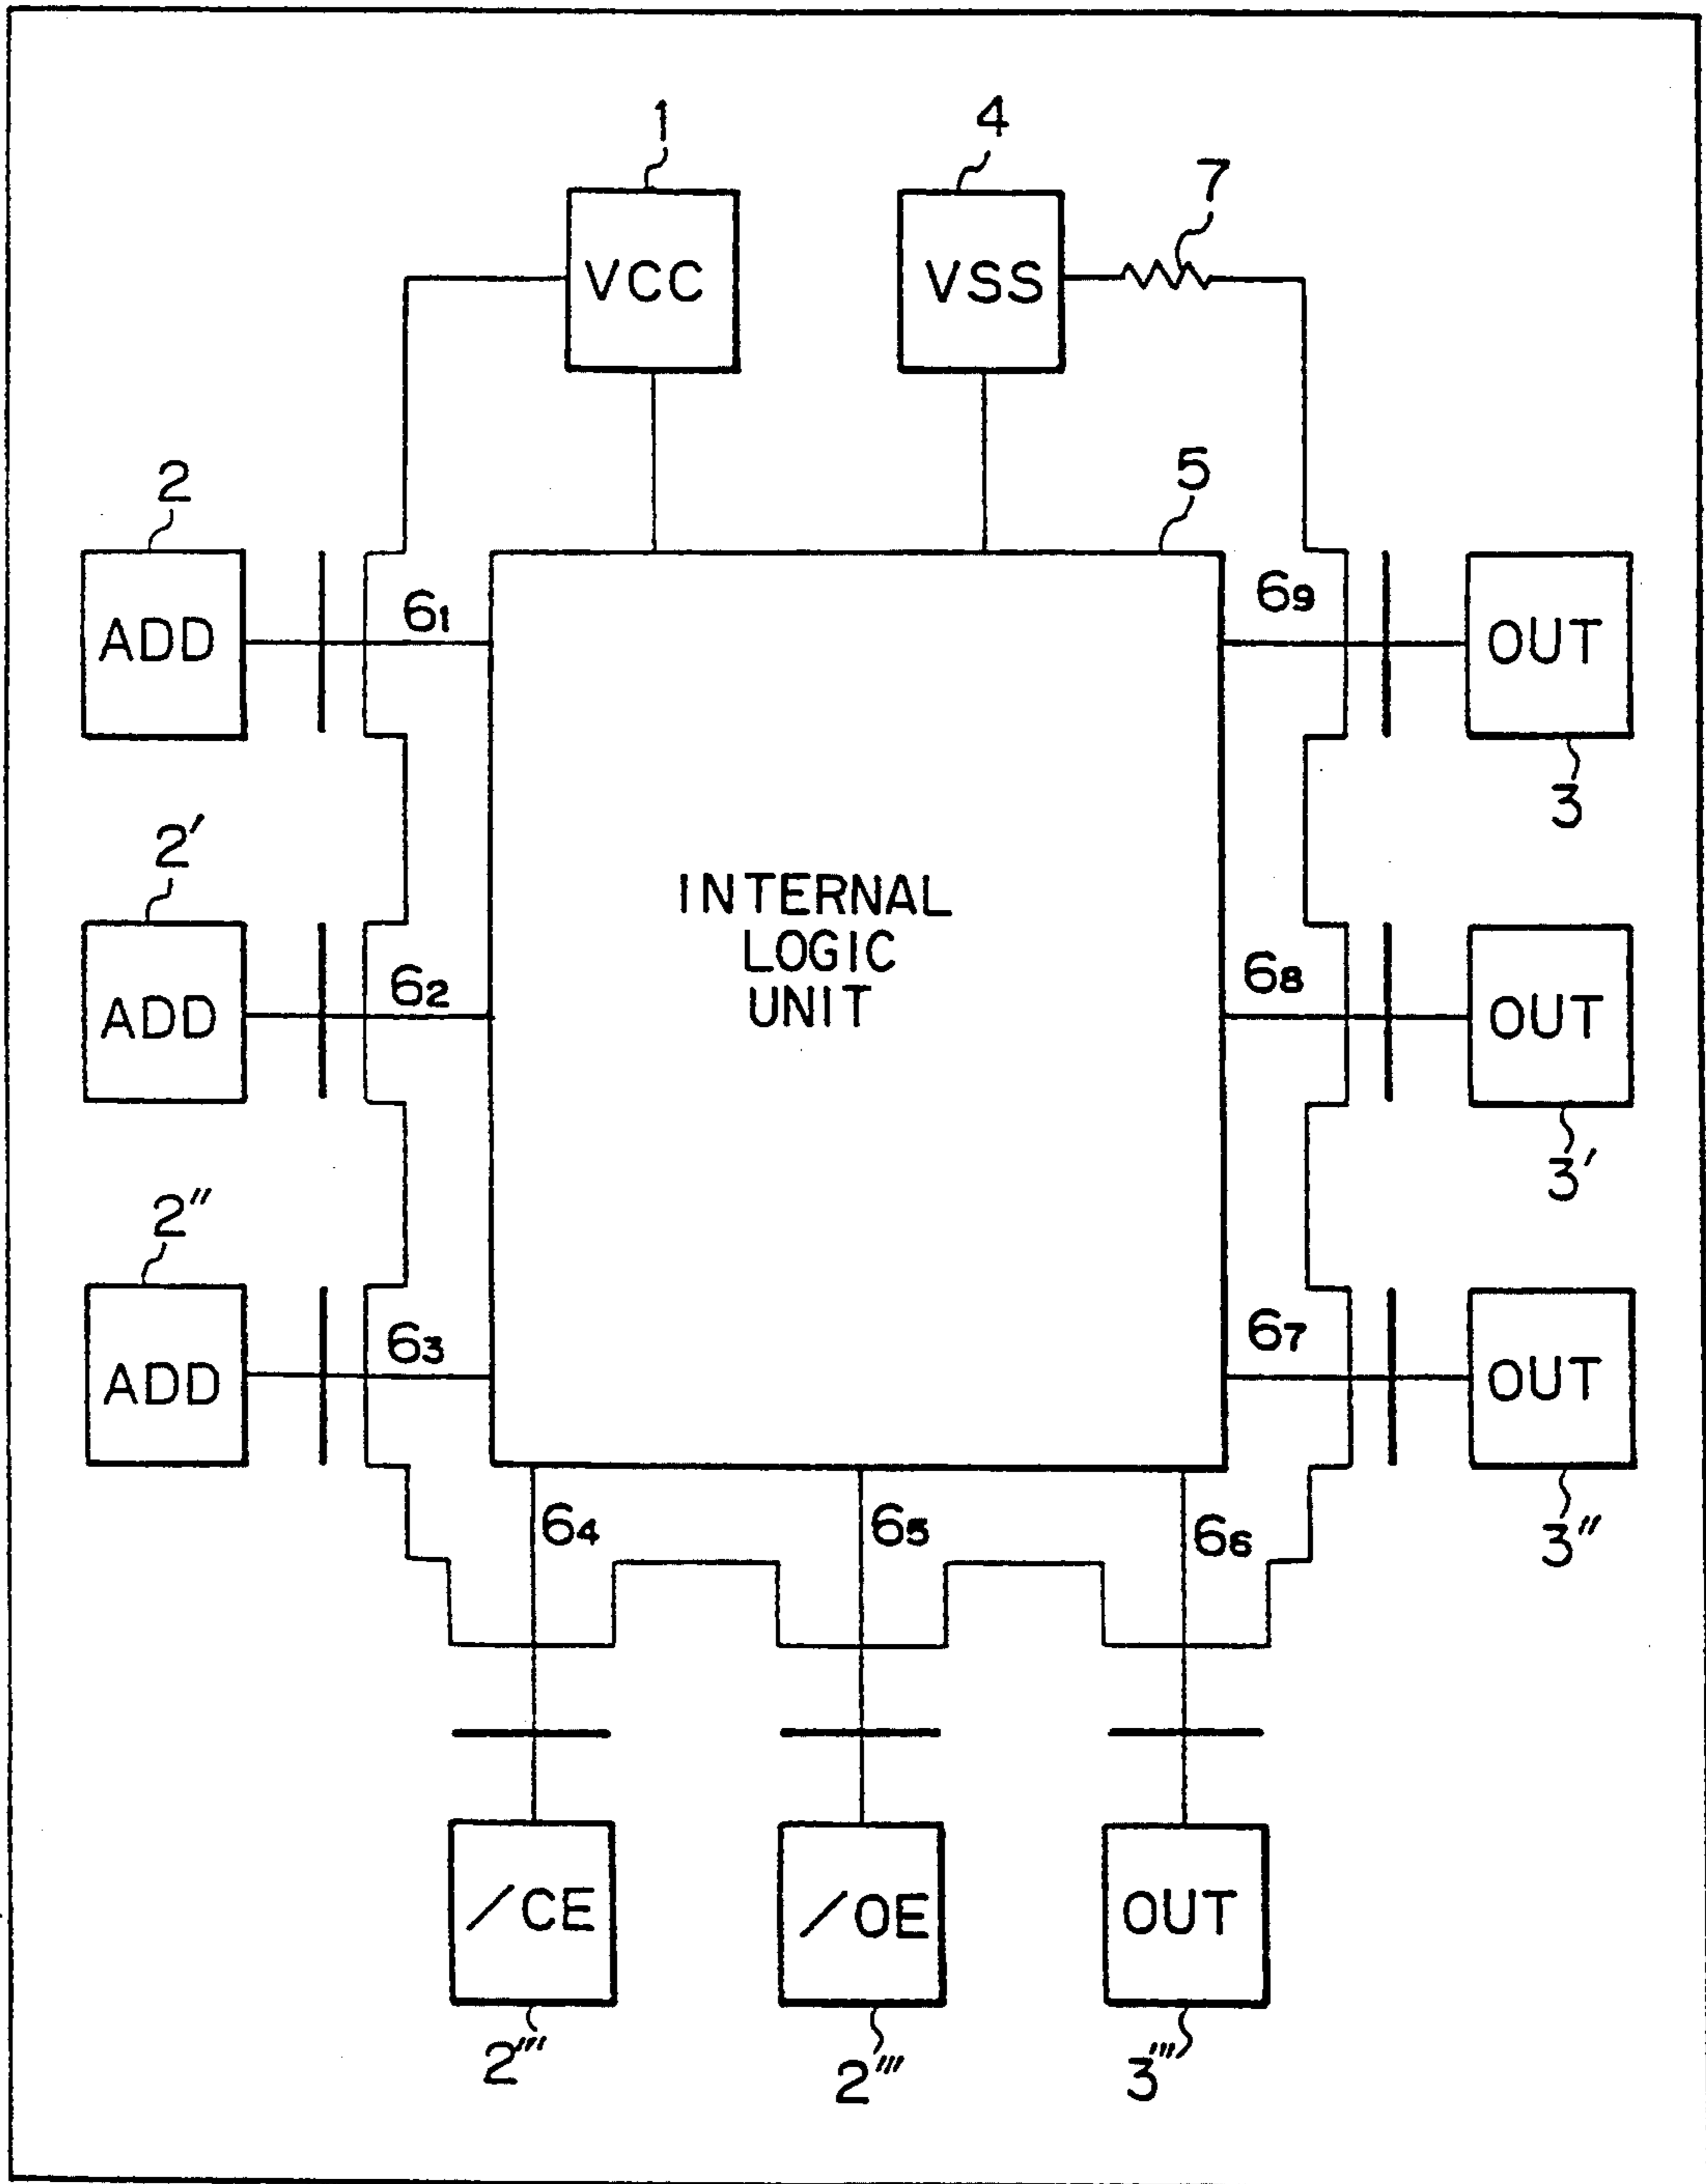 1
4
7
VCC
VSS
2
5
ADD
6₁
6₉
OUT
3
2′
INTERNAL
LOGIC
UNIT
ADD
6₂
6₈
OUT
3′
2″
ADD
6₃
6₇
OUT
3″
6₄
6₅
6₆
/CE
/OE
OUT
2‴
2‴
3‴